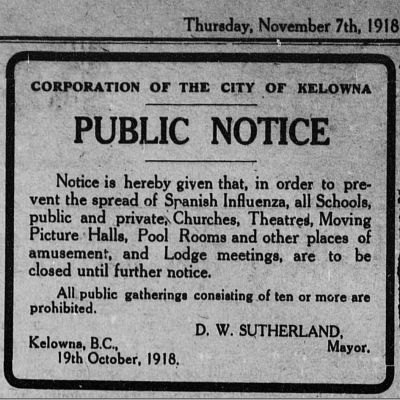 Thursday, November 7th, 1918
CORPORATION OF THE CITY OF KELOWNA
PUBLIC NOTICE
Notice is hereby given that, in order to pre-
vent the spread of Spanish Influenza, all Schools,
public and private, Churches, Theatres, Moving
Picture Halls, Pool Rooms and other places of
amusement, and Lodge meetings, are to be
closed until further notice.
All public gatherings consisting of ten or more are
prohibited.
D. W. SUTHERLAND,
Kelowna, B.C., Mayor.
19th October, 1918.